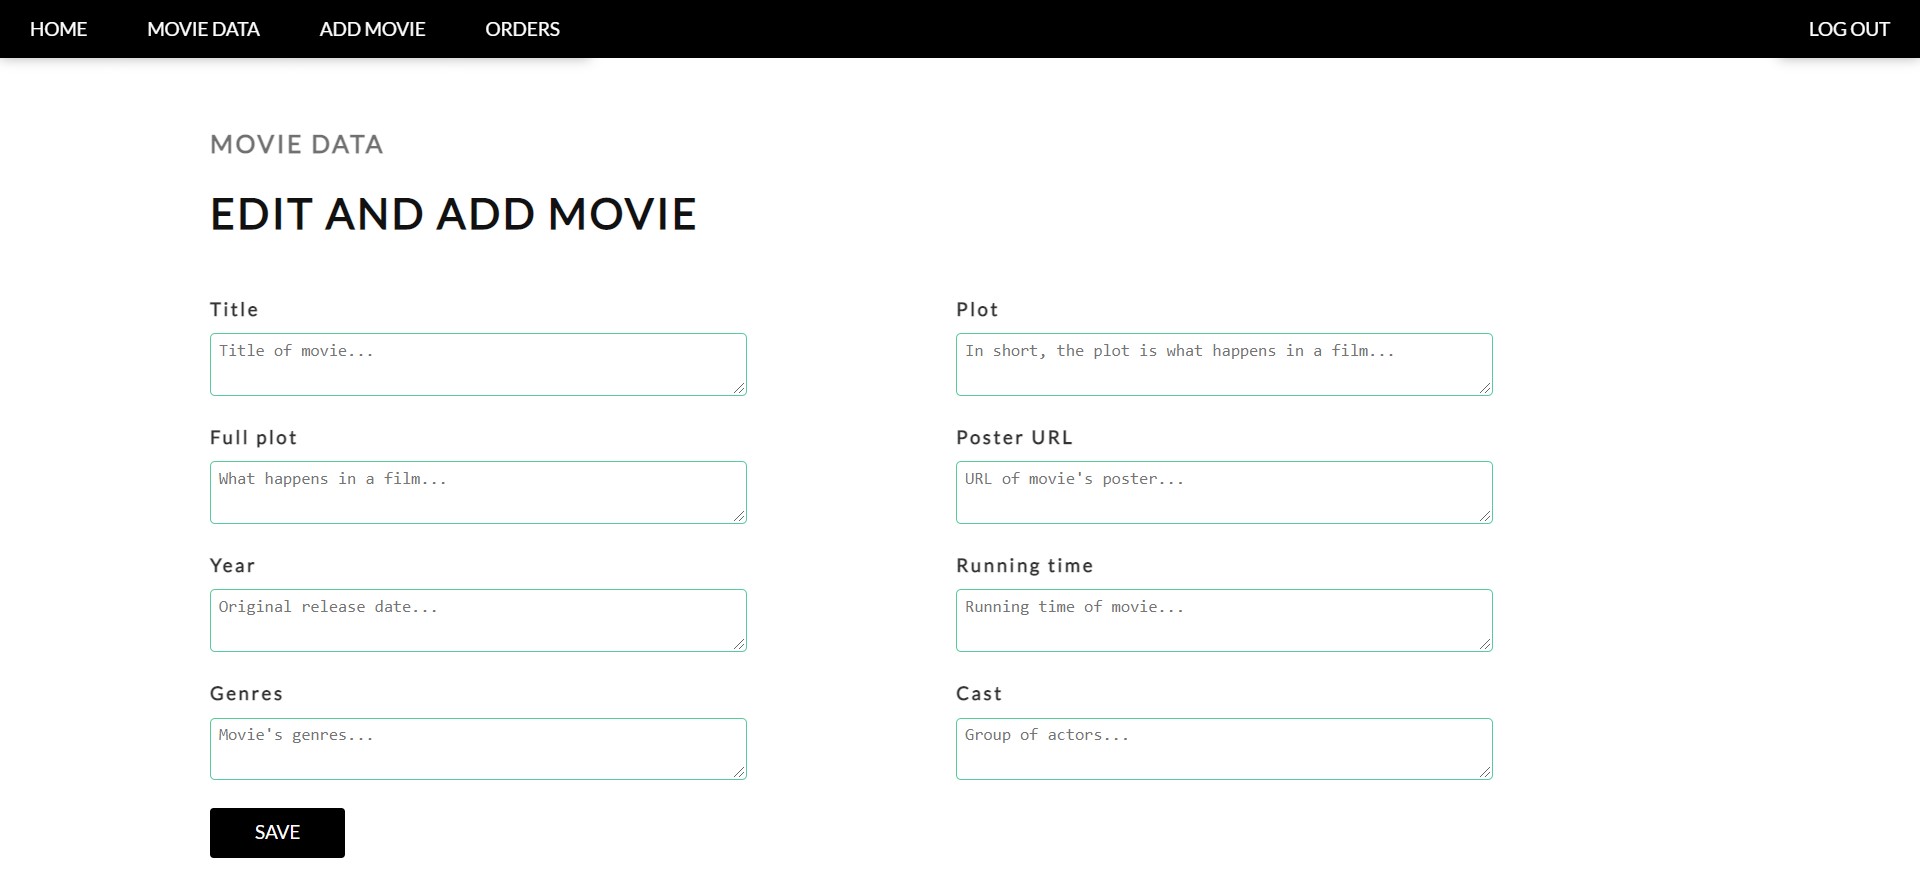 HOME MOVIE DATA ADD MOVIE ORDERS LOG OUT
MOVIE DATA
EDIT AND ADD MOVIE
Title
Title of movie...
Plot
In short, the plot is what happens in a film...
Full plot
What happens in a film...
Poster URL
URL of movie's poster...
Year
Original release date...
Running time
Running time of movie...
Genres
Movie's genres...
Cast
Group of actors...
SAVE